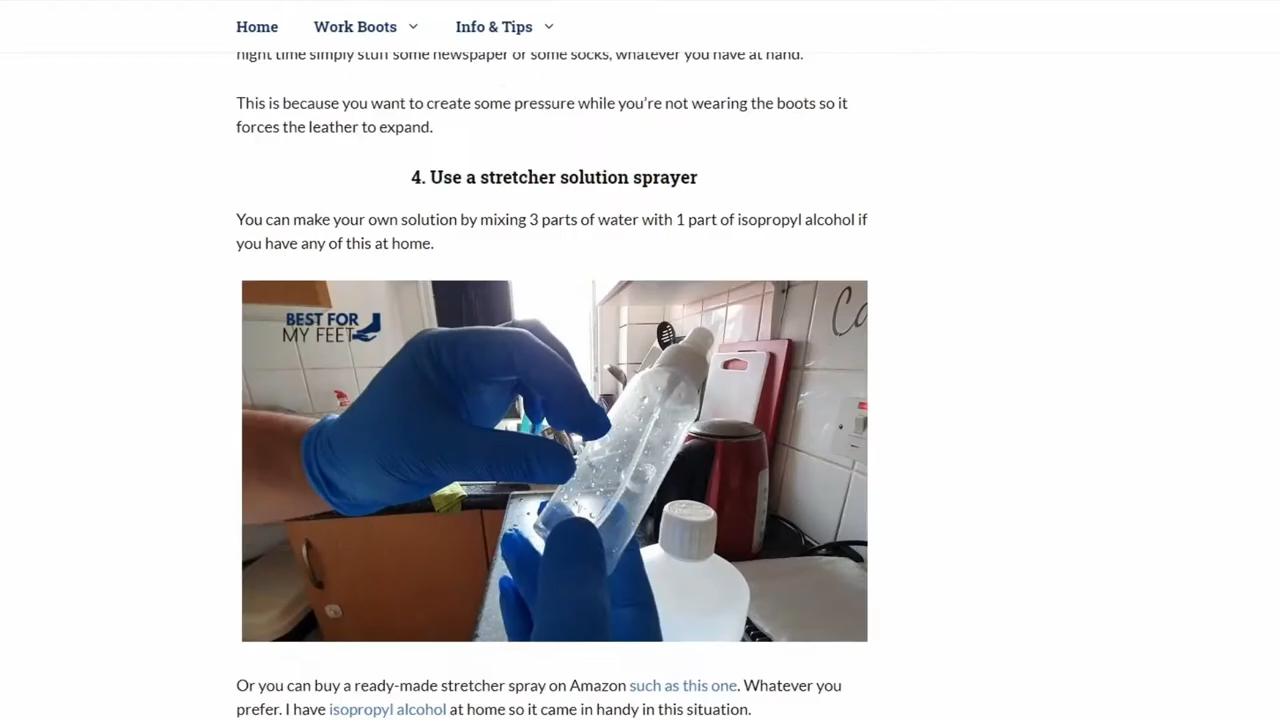 Home Work Boots Info & Tips
night time simply stuff some newspaper or some socks, whatever you have at hand.
This is because you want to create some pressure while you're not wearing the boots so it
forces the leather to expand.
4. Use a stretcher solution sprayer
You can make your own solution by mixing 3 parts of water with 1 part of isopropyl alcohol if
you have any of this at home.
BEST FOR
MY FEET
Ca
Or you can buy a ready-made stretcher spray on Amazon such as this one. Whatever you
prefer. I have isopropyl alcohol at home so it came in handy in this situation.